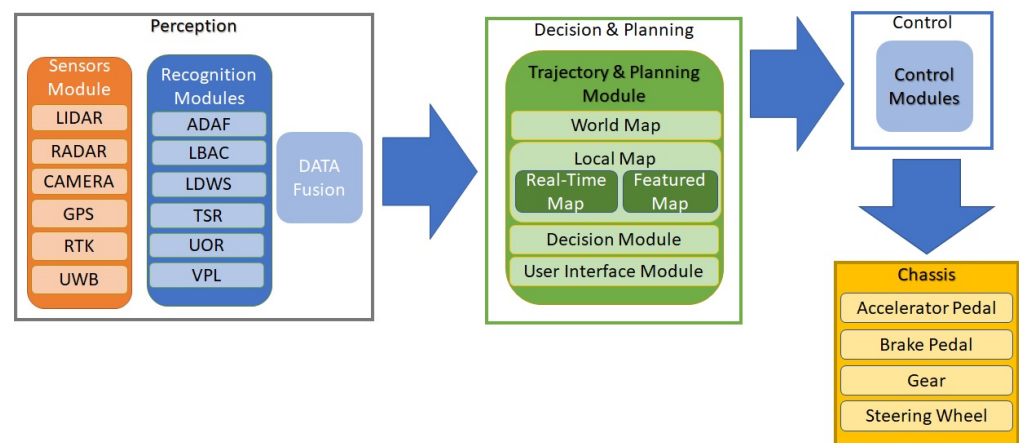 Perception
Sensors
Module
LIDAR
RADAR
CAMERA
GPS
RTK
UWB
Recognition
Modules
ADAF
LBAC
LDWS
TSR
UOR
VPL
DATA
Fusion
Decision & Planning
Trajectory & Planning
Module
World Map
Local Map
Real-Time
Map
Featured
Map
Decision Module
User Interface Module
Control
Control
Modules
Chassis
Accelerator Pedal
Brake Pedal
Gear
Steering Wheel